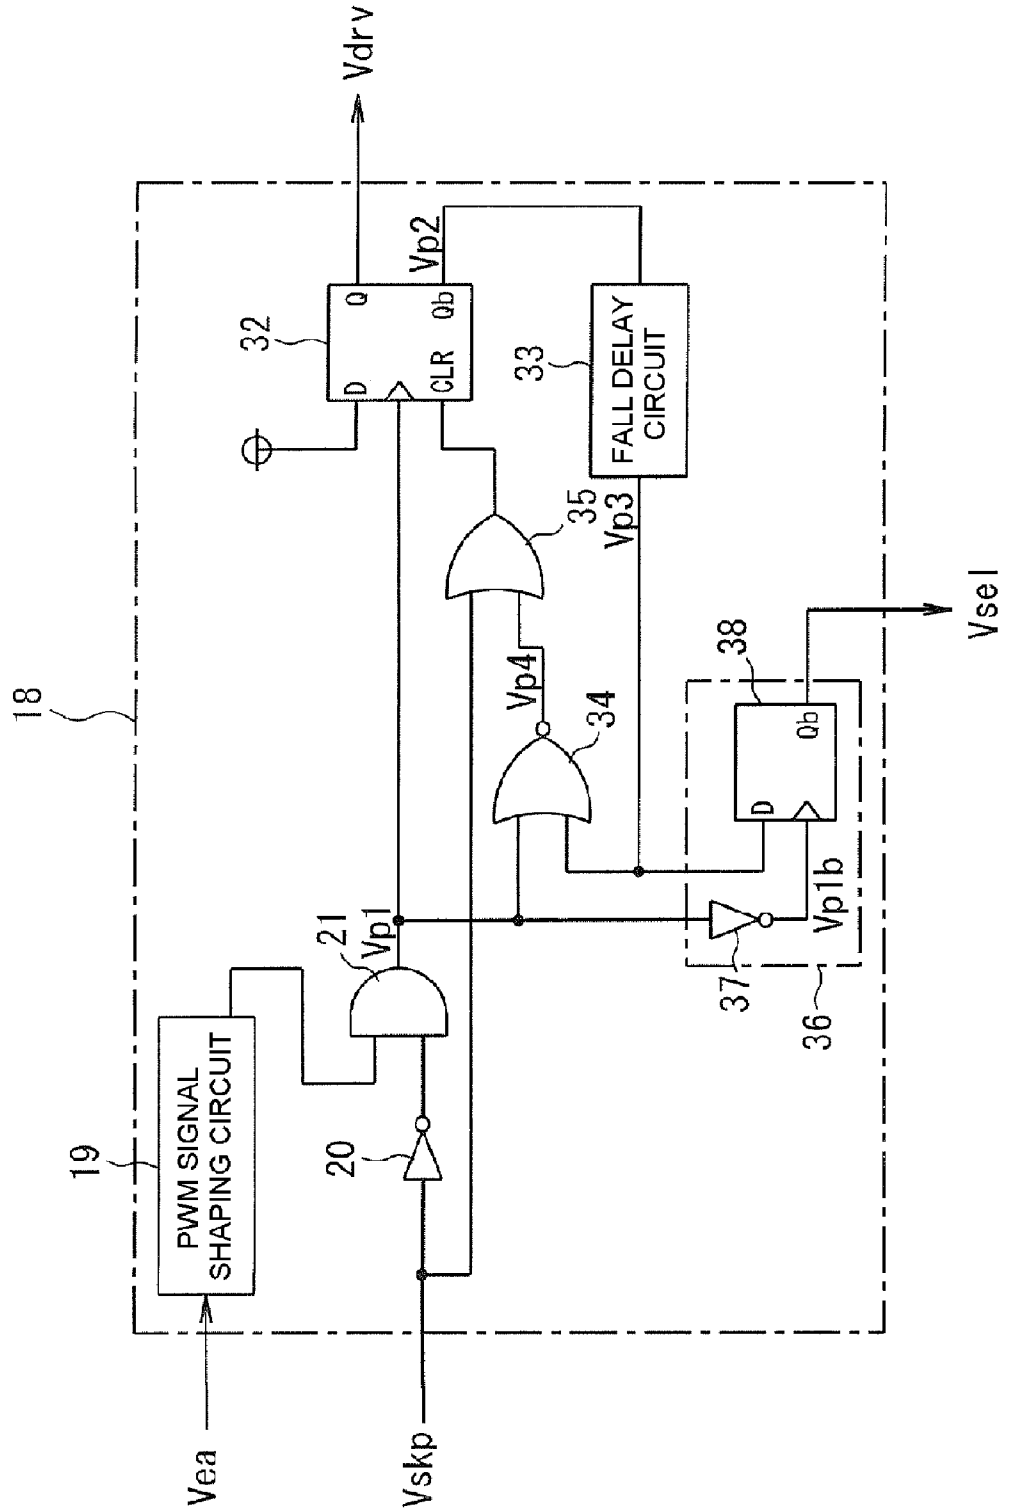 18
19
PWM SIGNAL
SHAPING CIRCUIT
Vea
Vskp
20
21
Vp1
32
D
Q
CLR
Qb
Vdrv
Vp2
33
FALL DELAY
CIRCUIT
Vp3
35
34
Vp4
36
37
Vp1b
38
D
Qb
Vsel